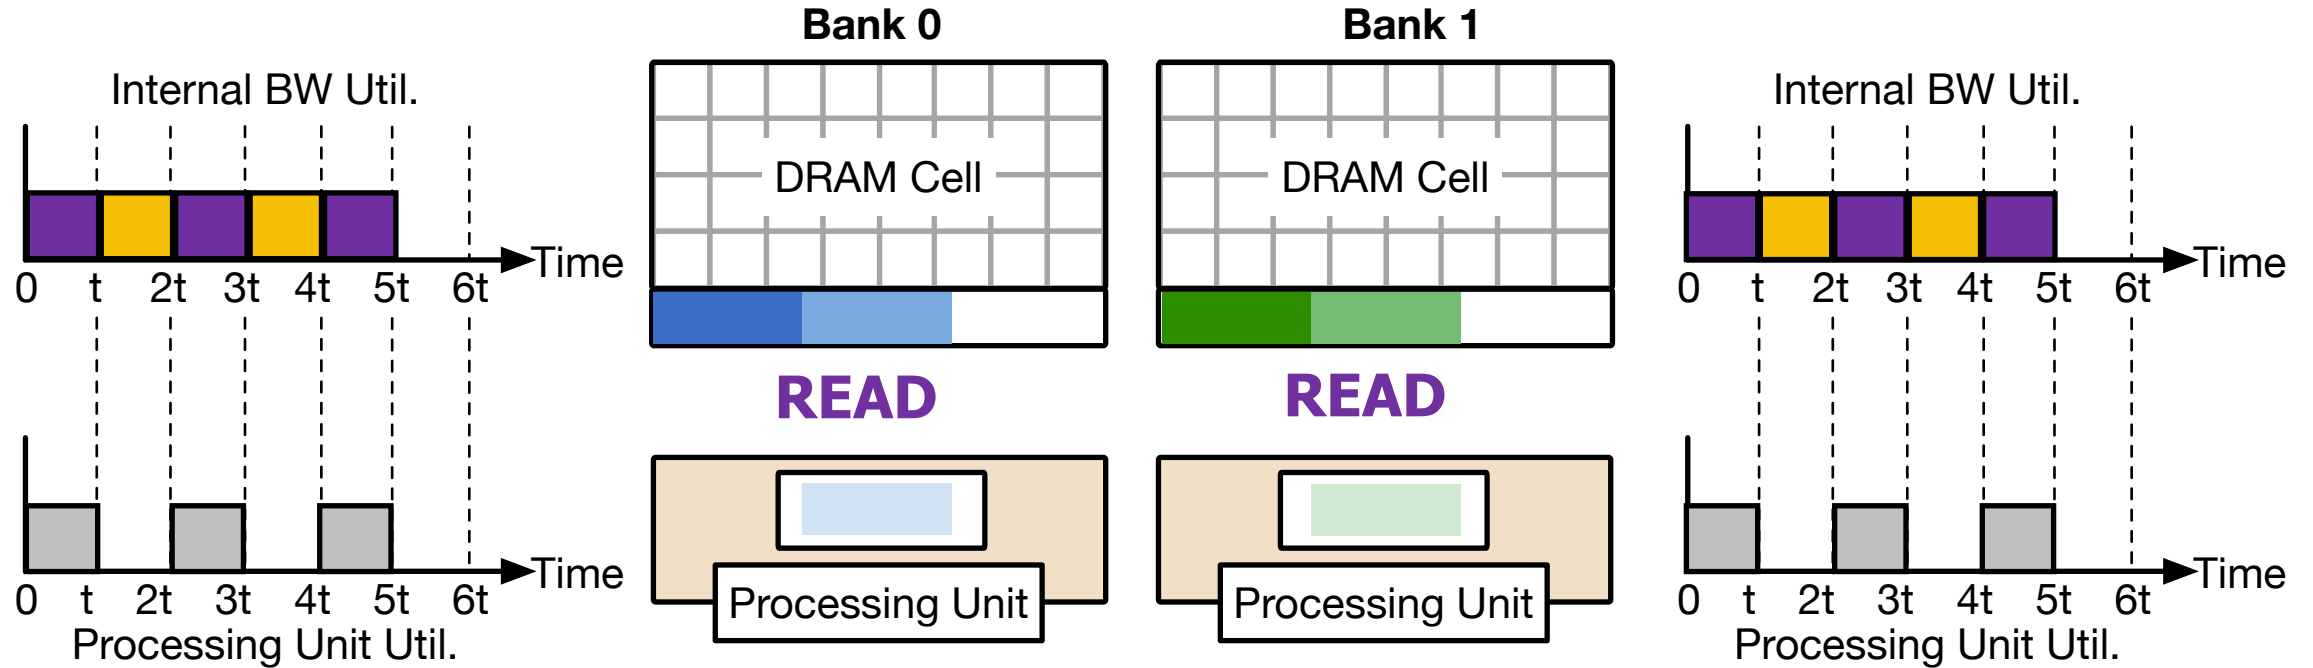 Bank 0
Bank 1
Internal BW Util.
0 t 2t 3t 4t 5t 6t
Time
Processing Unit Util.
0 t 2t 3t 4t 5t 6t
Time
DRAM Cell
READ
Processing Unit
DRAM Cell
READ
Processing Unit
Internal BW Util.
0 t 2t 3t 4t 5t 6t
Time
0 t 2t 3t 4t 5t 6t
Time
Processing Unit Util.